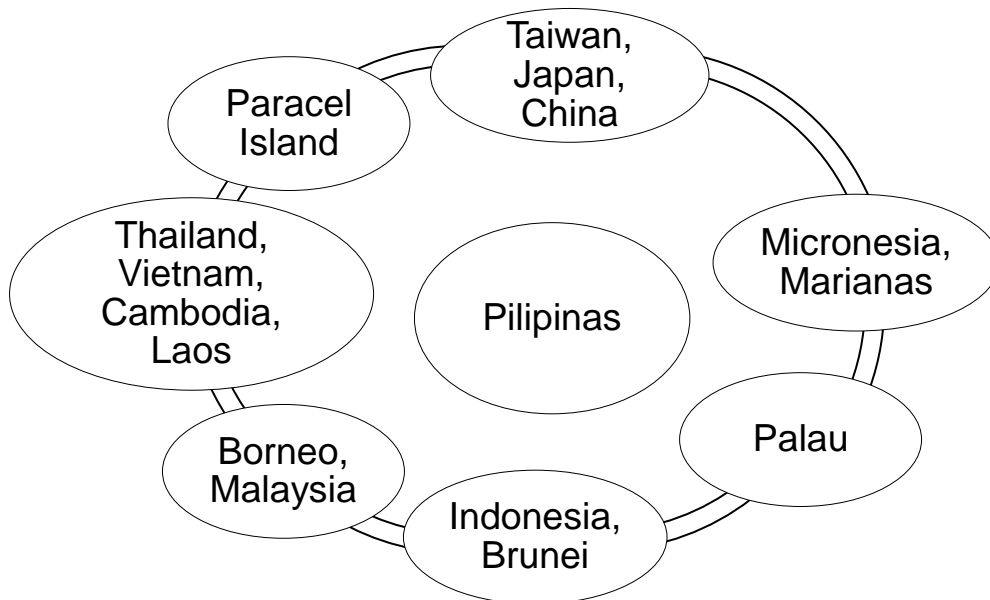 Taiwan,
Japan,
China
Paracel
Island
Thailand,
Vietnam,
Cambodia,
Laos
Micronesia,
Marianas
Pilipinas
Palau
Borneo,
Malaysia
Indonesia,
Brunei